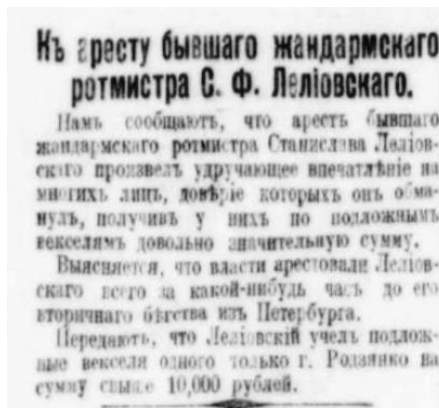 Къ аресту бывшаго жандармскаго
ротмистра С. Ф. Леліовскаго.
Намъ сообщаютъ, что арестъ бывшаго
жандармскаго ротмистра Станислава Леліов-
скаго произвелъ удручающее впечатлѣніе на
многихъ лицъ, довѣріе которыхъ онъ обма-
нулъ, получивъ у нихъ по подложнымъ
векселямъ довольно значительную сумму.
Выясняется, что власти арестовали Леліов-
скаго всего за какой-нибудь часъ до его
вторичнаго бѣгства изъ Петербурга.
Передаютъ, что Леліовскій учелъ подлож-
ные векселя одного только г. Родзянко на
сумму свыше 10,000 рублей.